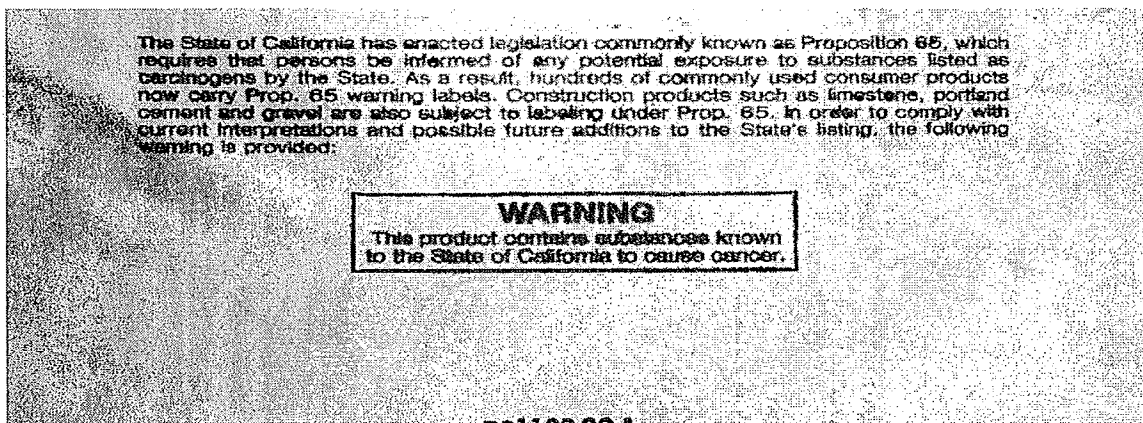 The State of California has enacted legislation commonly known as Proposition 65, which
requires that persons be informed of any potential exposure to substances listed as
carcinogens by the State. As a result, hundreds of commonly used consumer products
now carry Prop. 65 warning labels. Construction products such as limestone, portland
cement and gravel are also subject to labeling under Prop. 65. In order to comply with
current interpretations and possible future additions to the State's listing, the following
warning is provided:
WARNING
This product contains substances known
to the State of California to cause cancer.